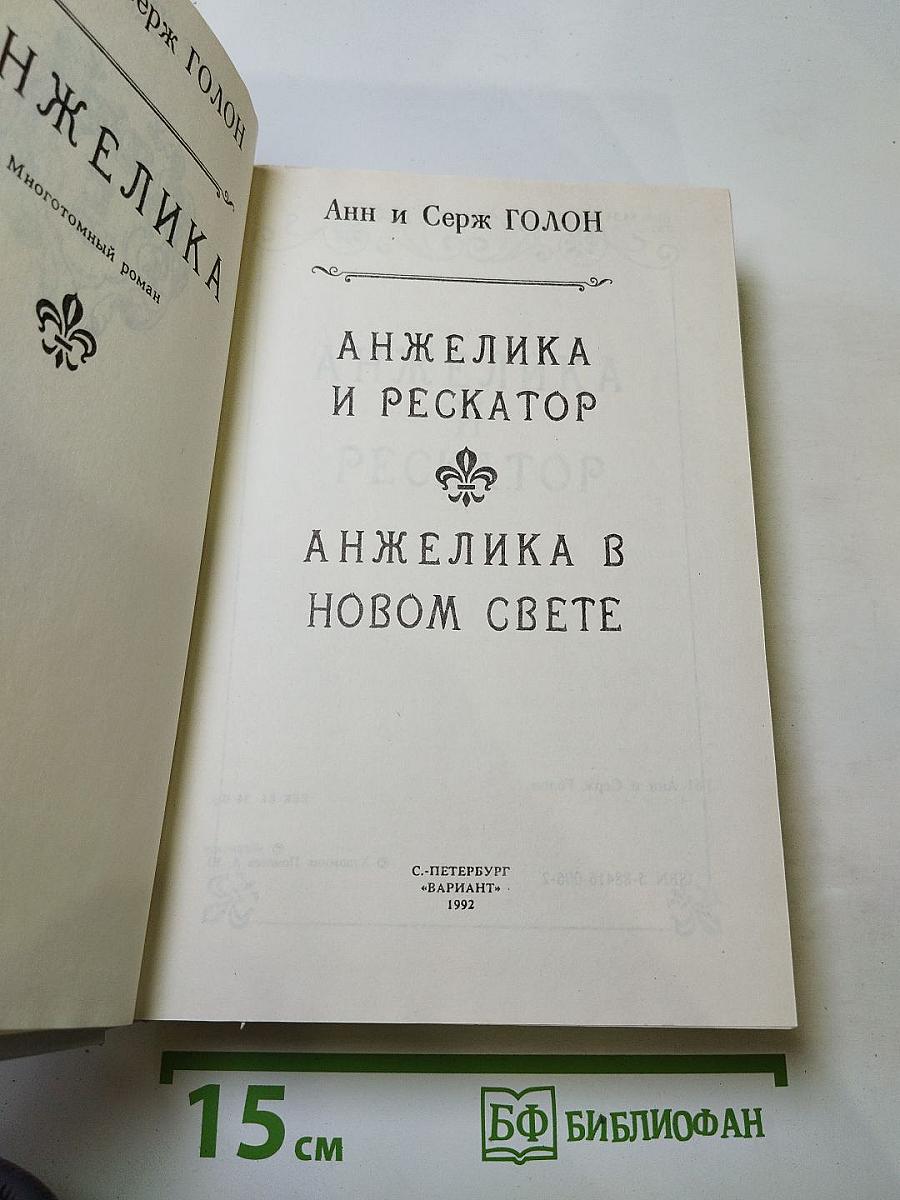 Серж ГОЛОН
НЖЕЛИКА
Многотомный роман
Анн и Серж ГОЛОН
АНЖЕЛИКА
И РЕСКАТОР
АНЖЕЛИКА В
НОВОМ СВЕТЕ
С.-ПЕТЕРБУРГ
«ВАРИАНТ»
1992
15 см
БФ БИБЛИОФАН